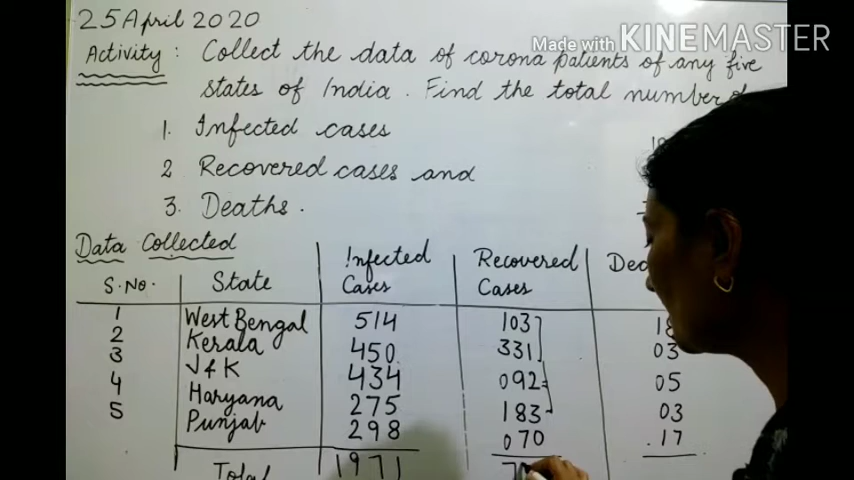 25 April 2020
Made with KINEMASTER
Activity : Collect the data of corona patients of any five
states of India. Find the total number
1. Infected cases
2 Recovered cases and
3. Deaths.
Data Collected
S.No. State Infected Cases Recovered Cases Dea
1 West Bengal 514 103 18
2 Kerala 450 331 03
3 J & K 434 092 05
4 Haryana 275 183 03
5 Punjab 298 070 .17
Total 1971 7